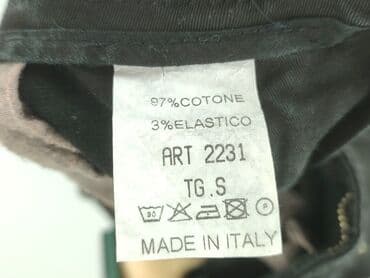 97%COTONE
3%ELASTICO
ART 2231
TG.S
MADE IN ITALY